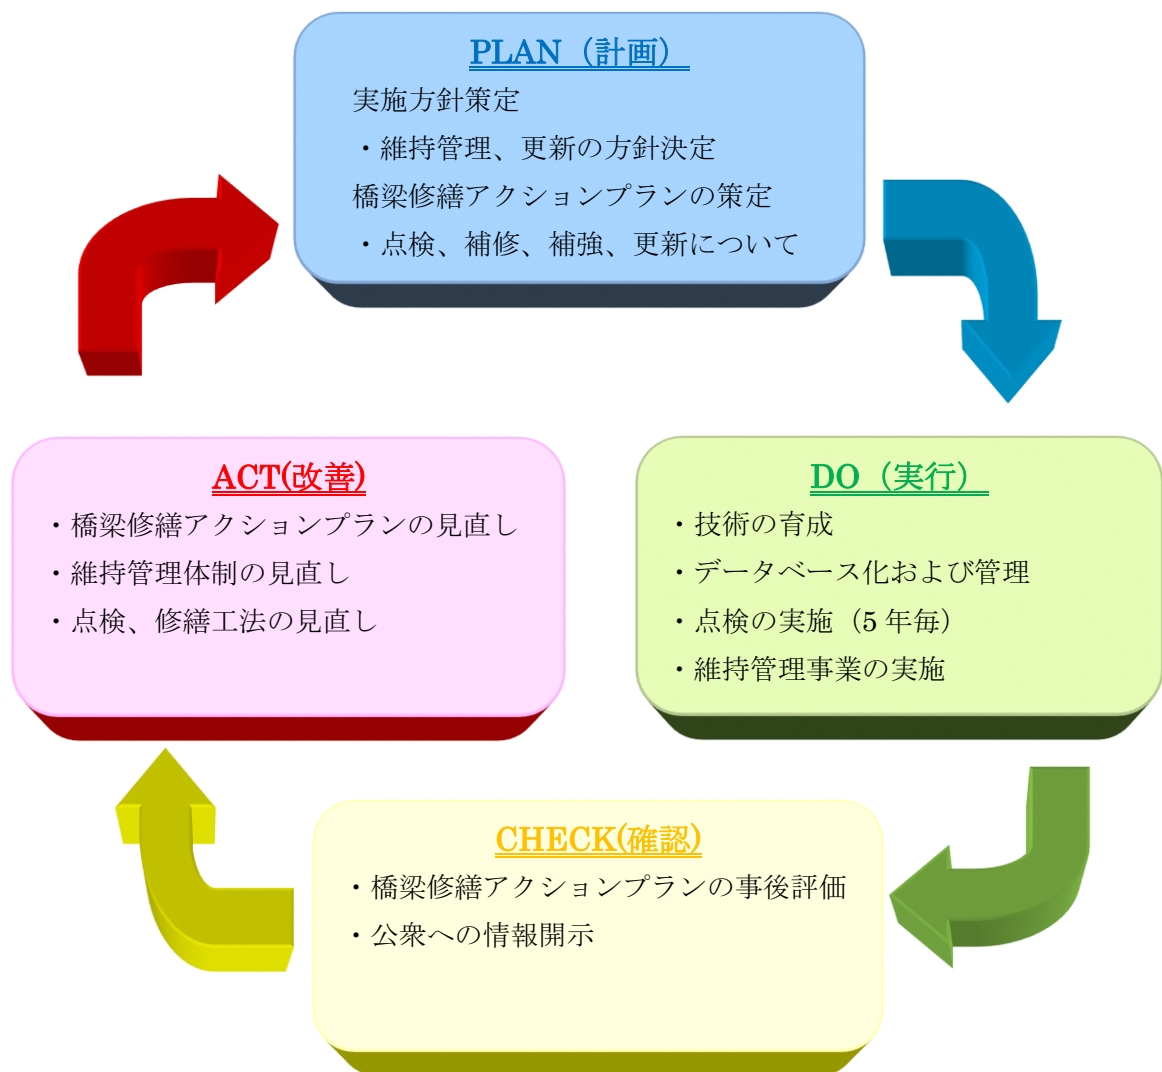 PLAN（計画）
実施方針策定
・維持管理、更新の方針決定
橋梁修繕アクションプランの策定
・点検、補修、補強、更新について
DO（実行）
・技術の育成
・データベース化および管理
・点検の実施（5 年毎）
・維持管理事業の実施
CHECK(確認)
・橋梁修繕アクションプランの事後評価
・公衆への情報開示
ACT(改善)
・橋梁修繕アクションプランの見直し
・維持管理体制の見直し
・点検、修繕工法の見直し